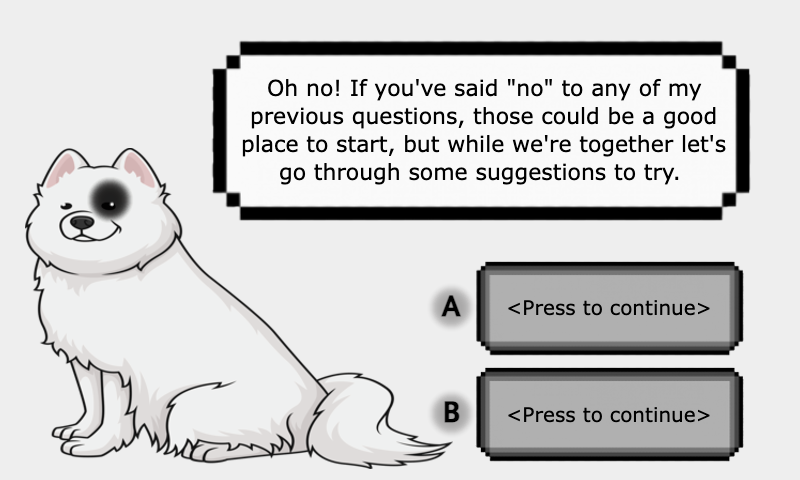 Oh no! If you've said "no" to any of my
previous questions, those could be a good
place to start, but while we're together let's
go through some suggestions to try.
A
<Press to continue>
B
<Press to continue>